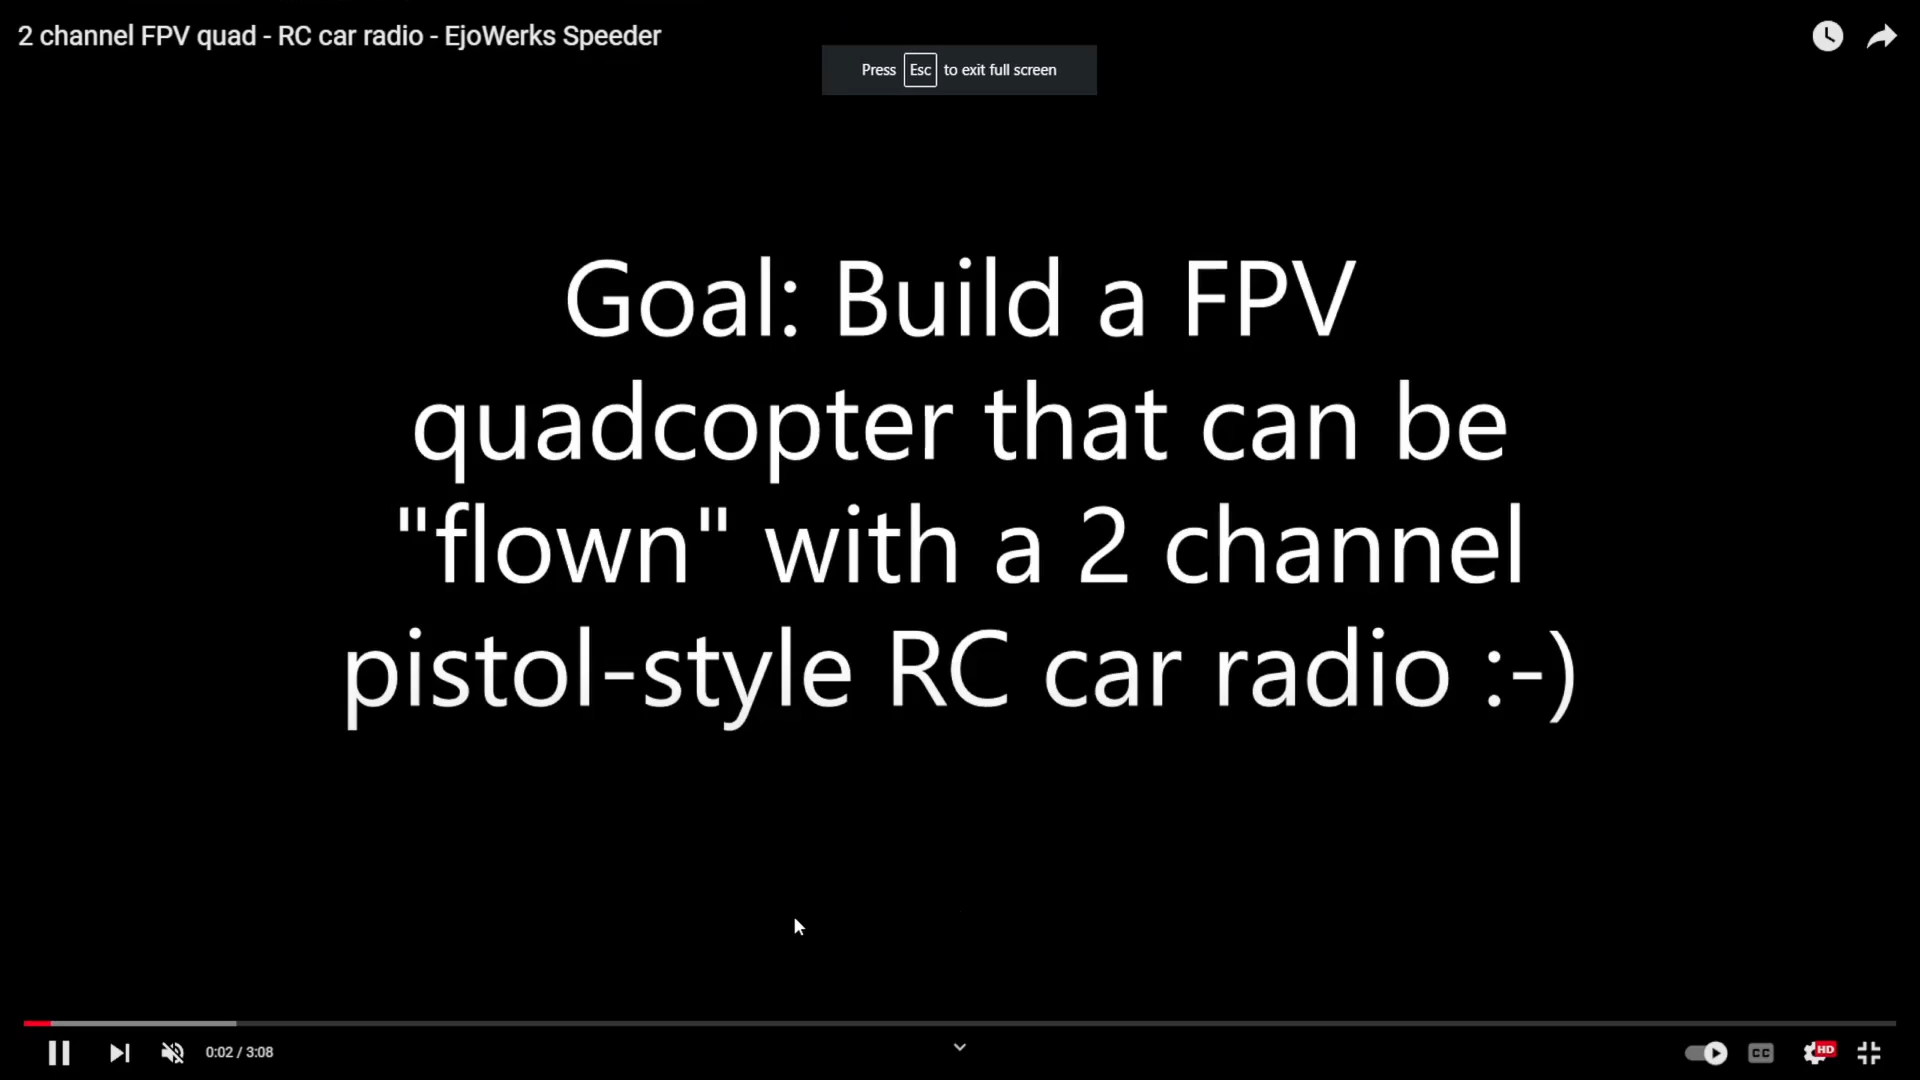 2 channel FPV quad - RC car radio - EjoWerks Speeder
Press Esc to exit full screen
Goal: Build a FPV
quadcopter that can be
"flown" with a 2 channel
pistol-style RC car radio :-)
0:02 / 3:08
CC
HD